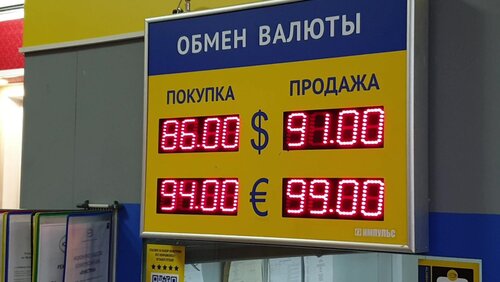 ОБМЕН ВАЛЮТЫ
ПОКУПКА ПРОДАЖА
86.00 $ 91.00
94.00 € 99.00
ИМПУЛЬС